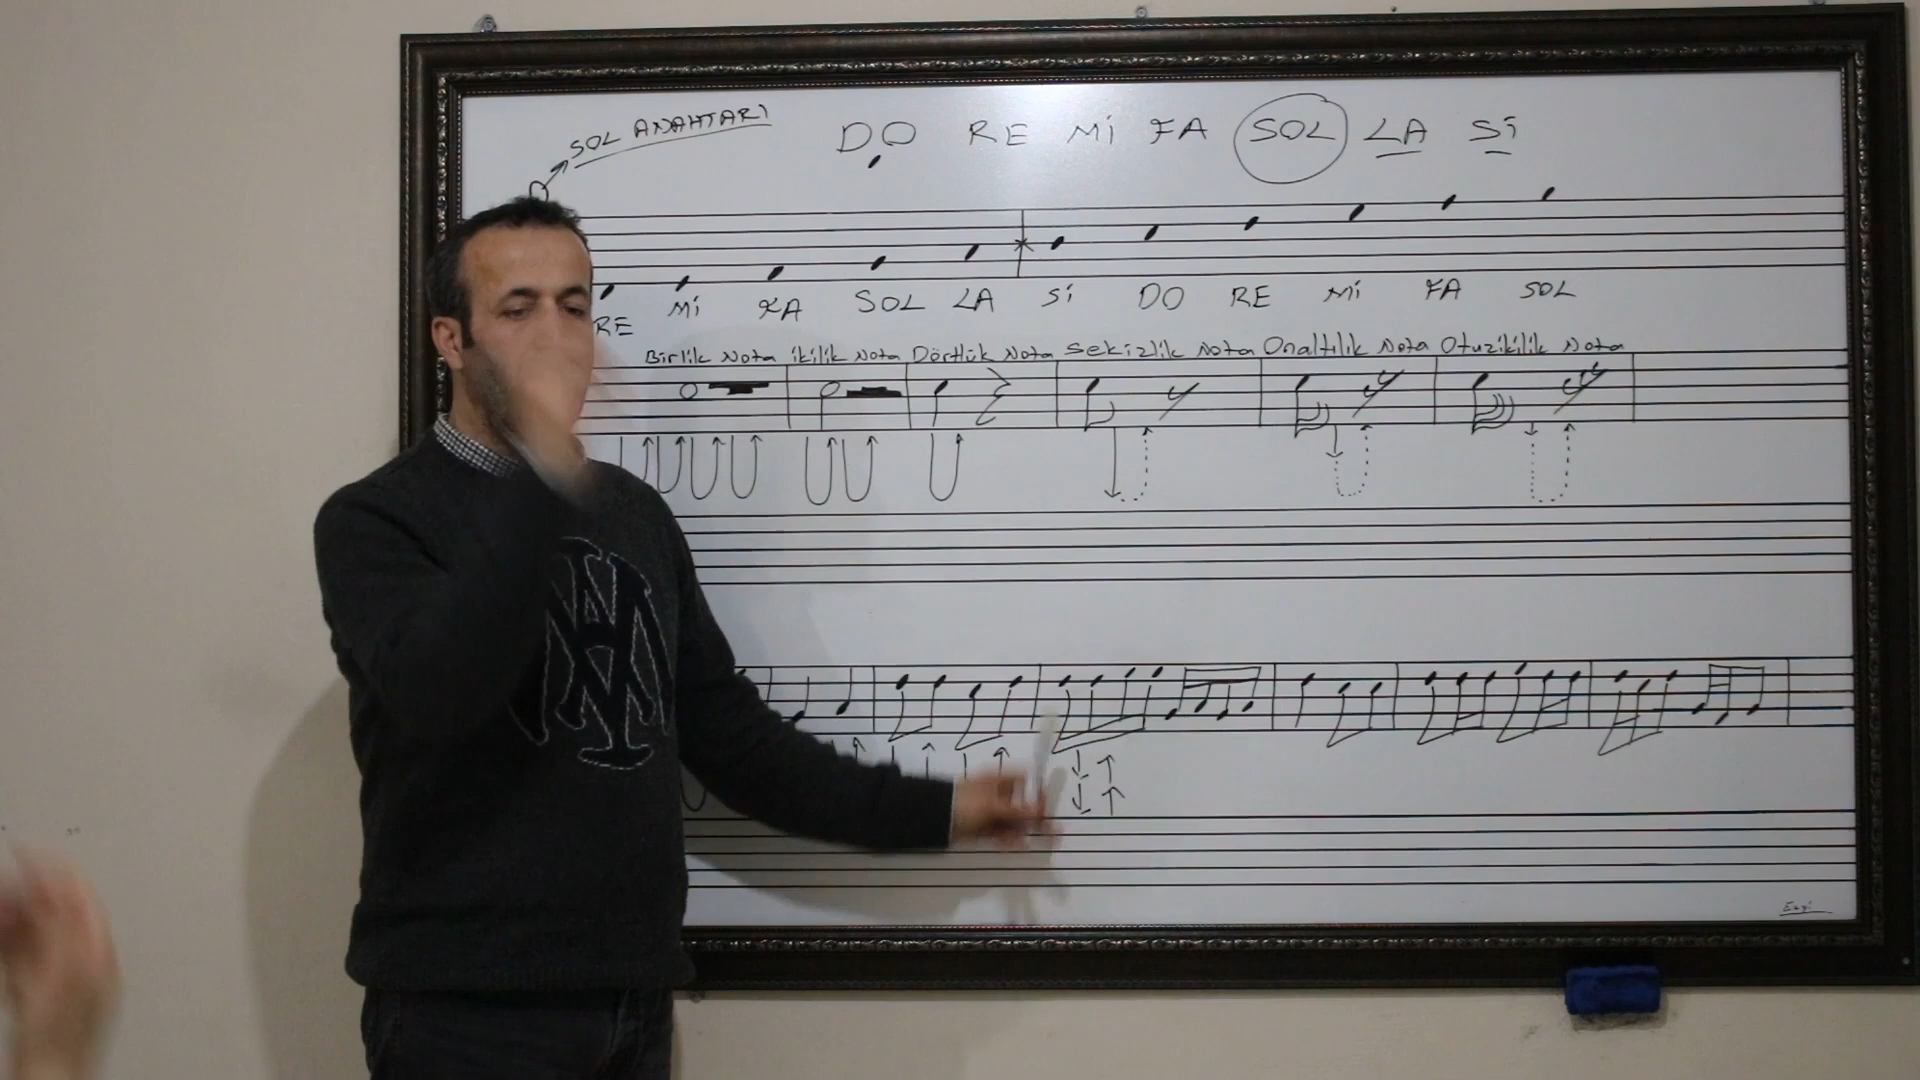 SOL ANAHTARI
DO RE Mİ FA SOL LA Sİ
RE Mİ FA SOL LA Sİ DO RE Mİ FA SOL
Birlik Nota İkilik Nota Dörtlük Nota Sekizlik Nota Onaltılık Nota Otuzikilik Nota
Ezgi